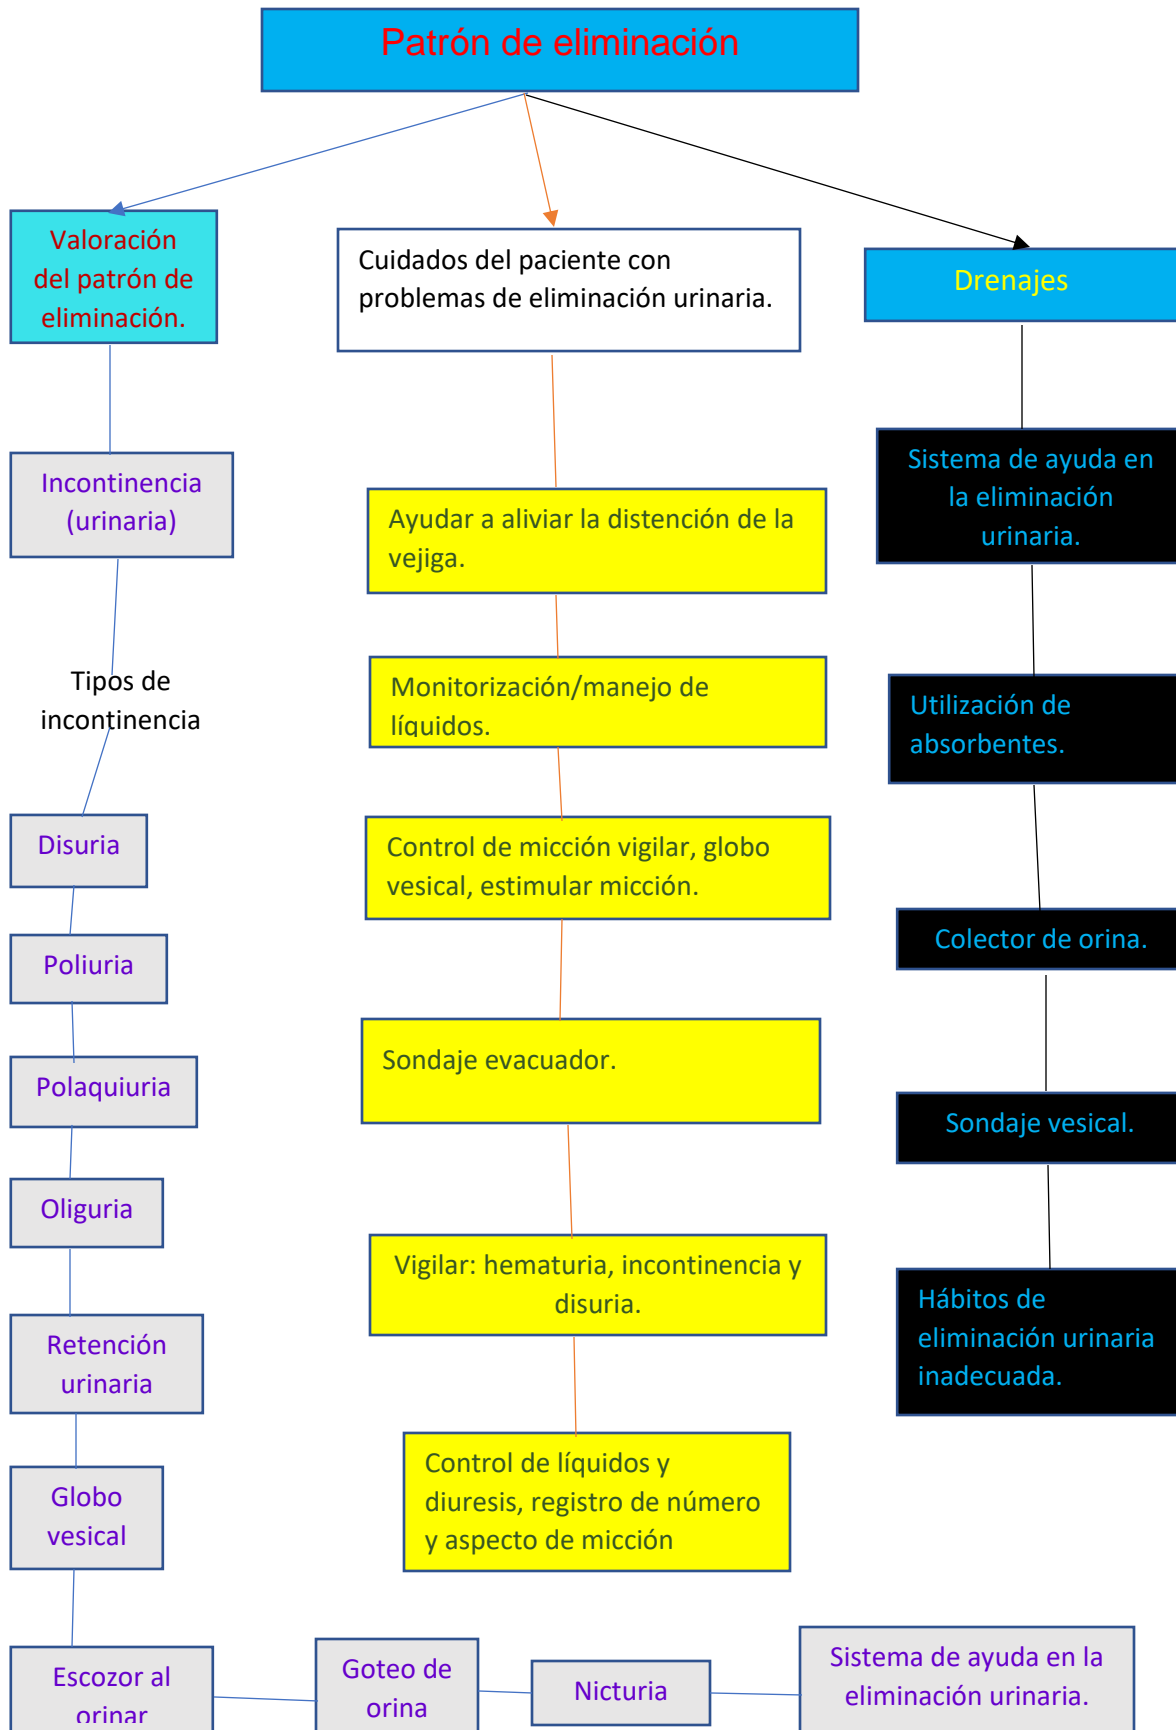 Patrón de eliminación
Valoración
del patrón de
eliminación.
Incontinencia
(urinaria)
Tipos de
incontinencia
Disuria
Poliuria
Polaquiuria
Oliguria
Retención
urinaria
Globo
vesical
Escozor al
orinar
Goteo de
orina
Nicturia
Sistema de ayuda en la
eliminación urinaria.
Cuidados del paciente con
problemas de eliminación urinaria.
Ayudar a aliviar la distención de la
vejiga.
Monitorización/manejo de
líquidos.
Control de micción vigilar, globo
vesical, estimular micción.
Sondaje evacuador.
Vigilar: hematuria, incontinencia y
disuria.
Control de líquidos y
diuresis, registro de número
y aspecto de micción
Drenajes
Sistema de ayuda en
la eliminación
urinaria.
Utilización de
absorbentes.
Colector de orina.
Sondaje vesical.
Hábitos de
eliminación urinaria
inadecuada.